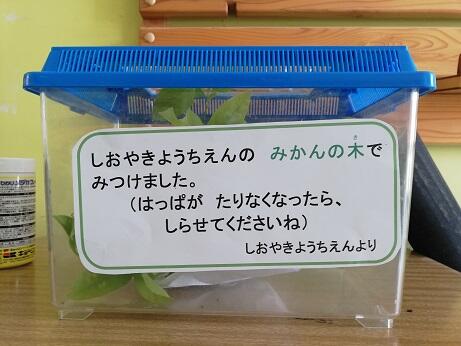 しおやきようちえんの　みかんの木で
みつけました。
（はっぱが　たりなくなったら、
しらせてくださいね）
しおやきようちえんより